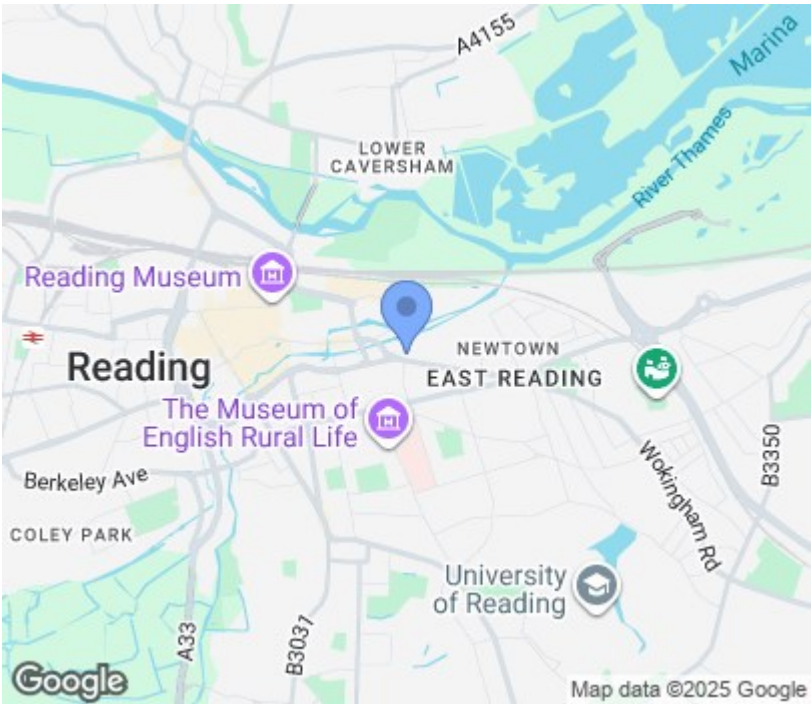 A4155
Marina
LOWER
CAVERSHAM
River Thames
Reading Museum
NEWTOWN
Reading
EAST READING
The Museum of
English Rural Life
Berkeley Ave
Wokingham Rd
B3350
COLEY PARK
University
of Reading
A33
B3031
Google
Map data ©2025 Google